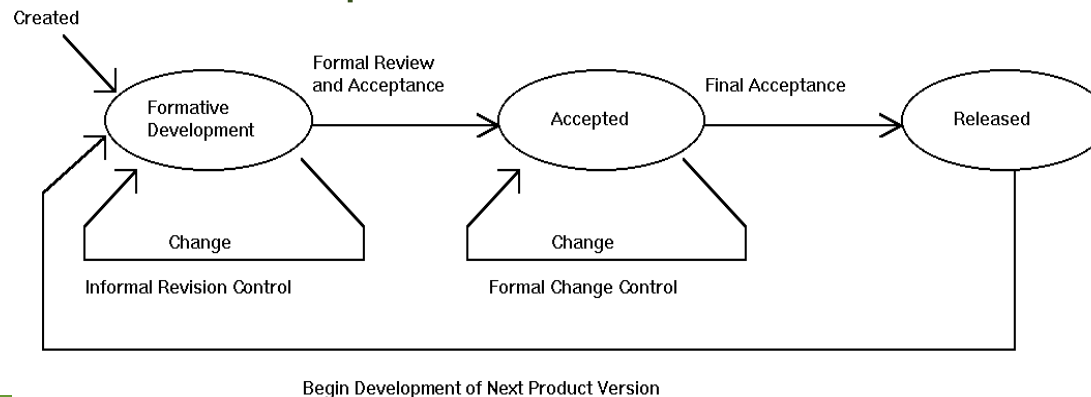 Created
Formal Review
and Acceptance
Final Acceptance
Formative
Development
Accepted
Released
Change
Change
Informal Revision Control
Formal Change Control
Begin Development of Next Product Version